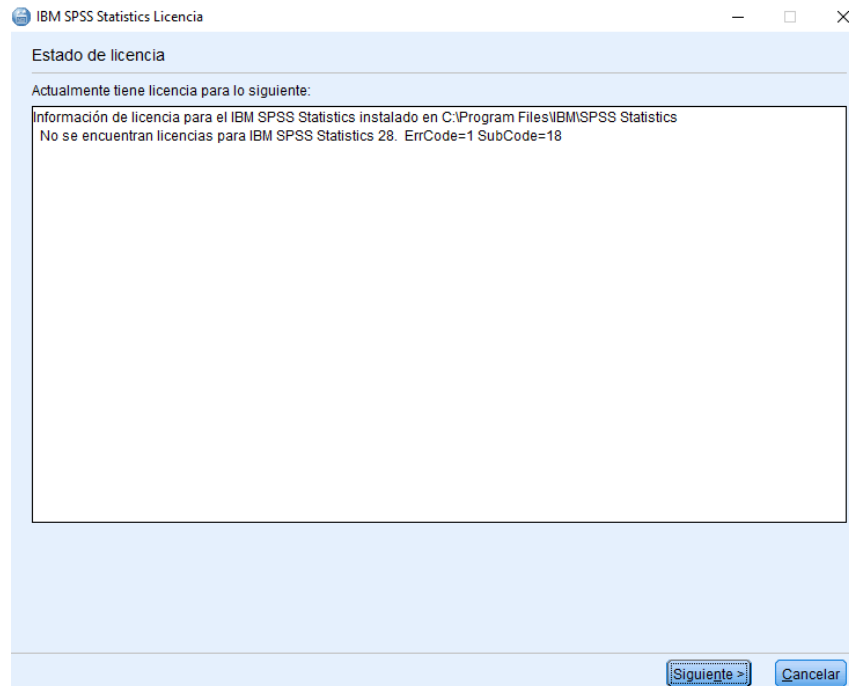 IBM SPSS Statistics Licencia
Estado de licencia
Actualmente tiene licencia para lo siguiente:
Información de licencia para el IBM SPSS Statistics instalado en C:\Program Files\IBM\SPSS Statistics
No se encuentran licencias para IBM SPSS Statistics 28. ErrCode=1 SubCode=18
Siguiente >
Cancelar